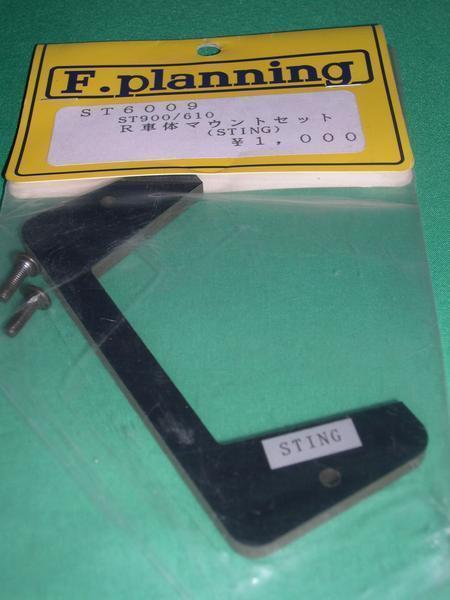 F.planning
ST6009
ST900/610
R車体マウントセット
(STING)
¥1,000
STING